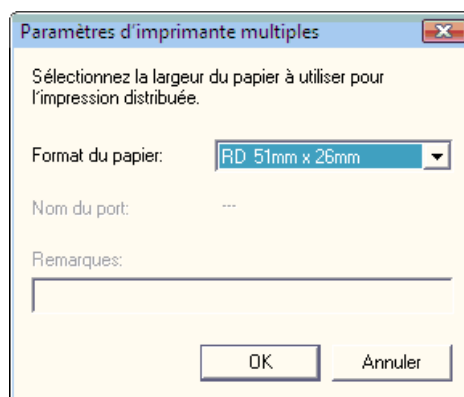 Paramètres d'imprimante multiples
Sélectionnez la largeur du papier à utiliser pour
l'impression distribuée.
Format du papier: RD 51mm x 26mm
Nom du port: ---
Remarques:
OK Annuler